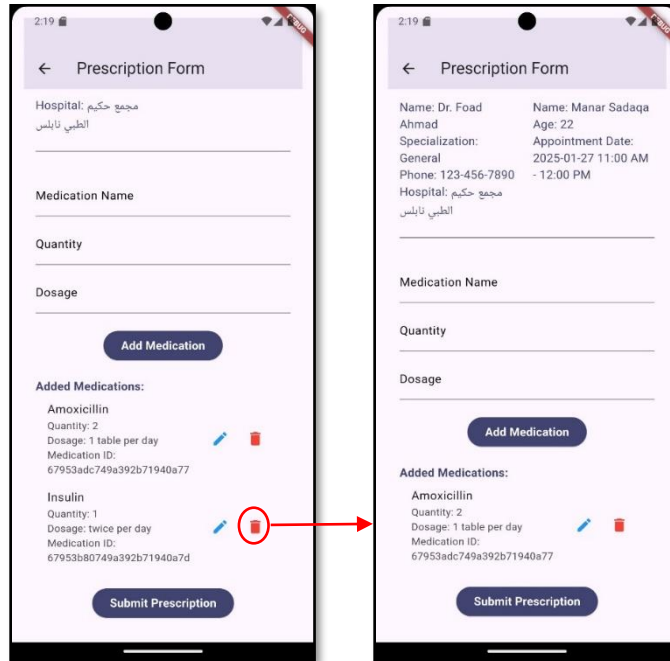 2:19
DEBUG
Prescription Form
Hospital: مجمع حكيم
الطبي نابلس
Medication Name
Quantity
Dosage
Add Medication
Added Medications:
Amoxicillin
Quantity: 2
Dosage: 1 table per day
Medication ID:
67953adc749a392b71940a77
Insulin
Quantity: 1
Dosage: twice per day
Medication ID:
67953b80749a392b71940a7d
Submit Prescription
2:19
DEBUG
Prescription Form
Name: Dr. Foad
Ahmad
Specialization:
General
Phone: 123-456-7890
Hospital: مجمع حكيم
الطبي نابلس
Name: Manar Sadaqa
Age: 22
Appointment Date:
2025-01-27 11:00 AM
- 12:00 PM
Medication Name
Quantity
Dosage
Add Medication
Added Medications:
Amoxicillin
Quantity: 2
Dosage: 1 table per day
Medication ID:
67953adc749a392b71940a77
Submit Prescription